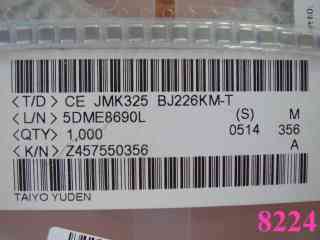 <T/D> CE JMK325 BJ226KM-T
<L/N> 5DME8690L (S) M
<QTY> 1,000 0514 356
<K/N> Z457550356 A
TAIYO YUDEN
8224